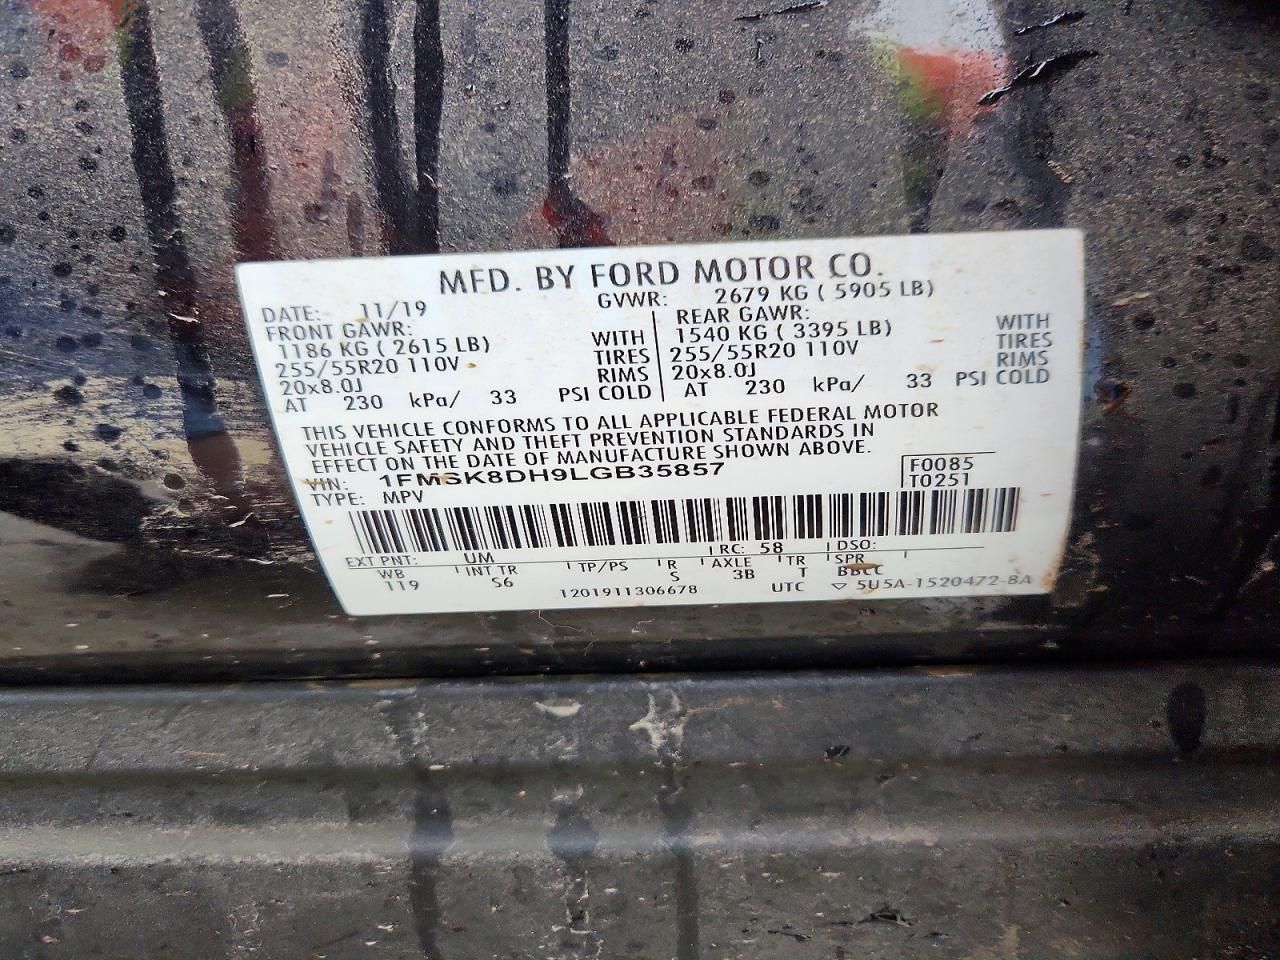 MFD. BY FORD MOTOR CO.
DATE: 11/19 GVWR: 2679 KG ( 5905 LB)
FRONT GAWR: REAR GAWR:
1186 KG ( 2615 LB) WITH 1540 KG ( 3395 LB) WITH
255/55R20 110V TIRES 255/55R20 110V TIRES
20x8.0J RIMS 20x8.0J RIMS
AT 230 kPa/ 33 PSI COLD AT 230 kPa/ 33 PSI COLD
THIS VEHICLE CONFORMS TO ALL APPLICABLE FEDERAL MOTOR
VEHICLE SAFETY AND THEFT PREVENTION STANDARDS IN
EFFECT ON THE DATE OF MANUFACTURE SHOWN ABOVE.
VIN: 1FMSK8DH9LGB35857 F0085
TYPE: MPV T0251
EXT PNT: UM RC: 58 DSO:
WB INT TR TP/PS R AXLE TR SPR
119 S6 S 3B T BBCC
1201911306678 UTC ▽ 5U5A-1520472-BA